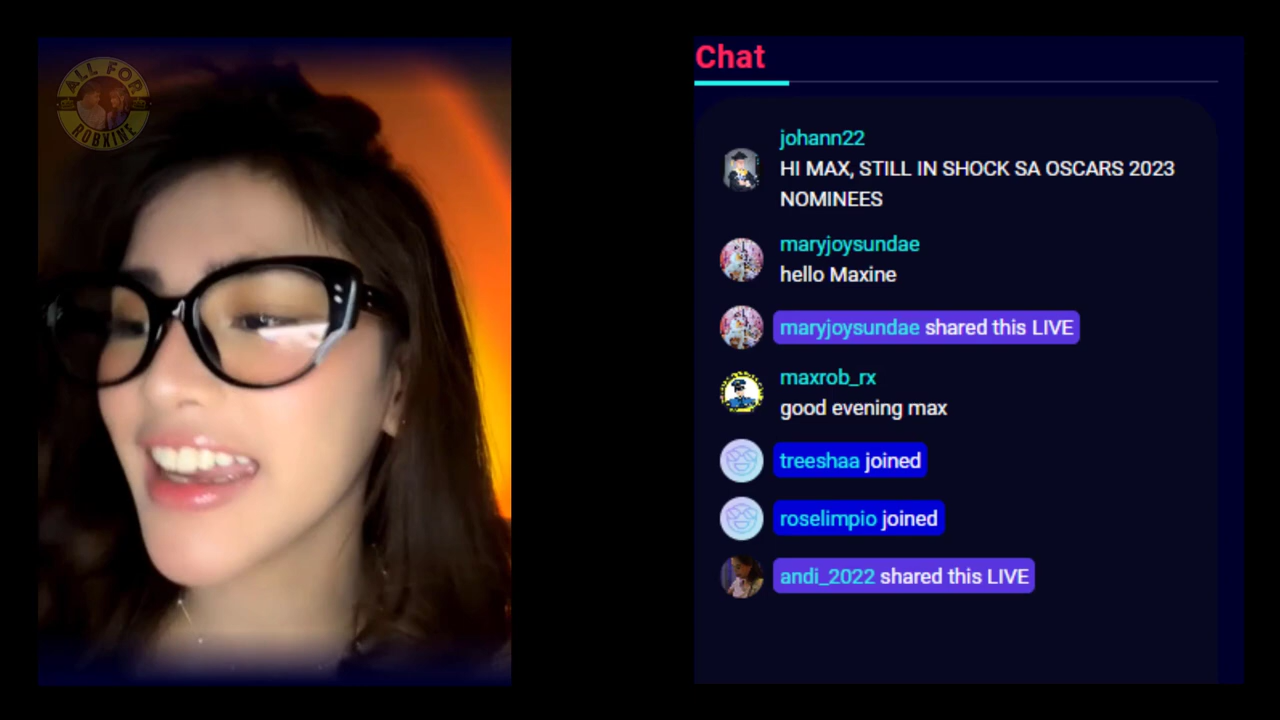 ALL FOR
ROBXINE
Chat
johann22
HI MAX, STILL IN SHOCK SA OSCARS 2023
NOMINEES
maryjoysundae
hello Maxine
maryjoysundae shared this LIVE
maxrob_rx
good evening max
treeshaa joined
roselimpio joined
andi_2022 shared this LIVE